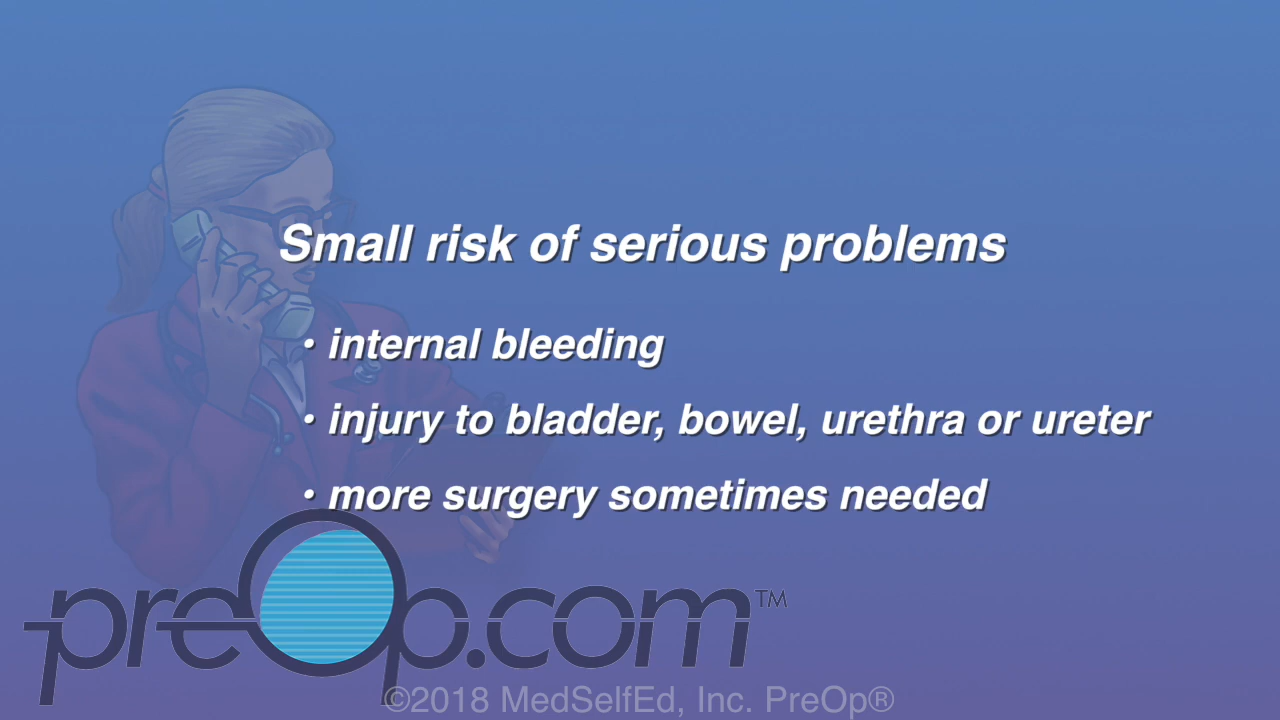 Small risk of serious problems
• internal bleeding
• injury to bladder, bowel, urethra or ureter
• more surgery sometimes needed
preOp.com™
©2018 MedSelfEd, Inc. PreOp®